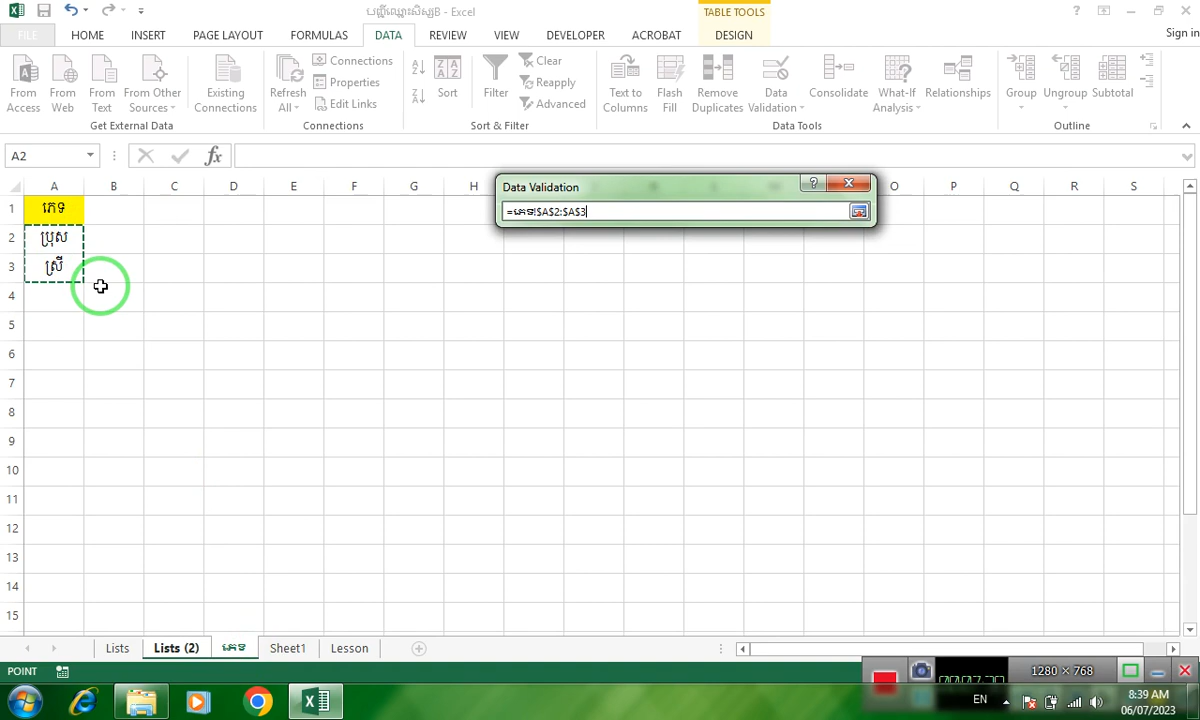 បញ្ជីឈ្មោះសិស្សB - Excel
TABLE TOOLS
FILE HOME INSERT PAGE LAYOUT FORMULAS DATA REVIEW VIEW DEVELOPER ACROBAT DESIGN
Sign in
From Access
From Web
From Text
From Other Sources
Existing Connections
Refresh All
Connections
Properties
Edit Links
Sort
Filter
Clear
Reapply
Advanced
Text to Columns
Flash Fill
Remove Duplicates
Data Validation
Consolidate
What-If Analysis
Relationships
Group
Ungroup
Subtotal
Get External Data
Connections
Sort & Filter
Data Tools
Outline
A2
fx
Data Validation
=ភេទ!$A$2:$A$3
A B C D E F G H O P Q R S
1 ភេទ
2 ប្រុស
3 ស្រី
4
5
6
7
8
9
10
11
12
13
14
15
Lists Lists (2) ភេទ Sheet1 Lesson
POINT
1280 × 768
EN
8:39 AM
06/07/2023